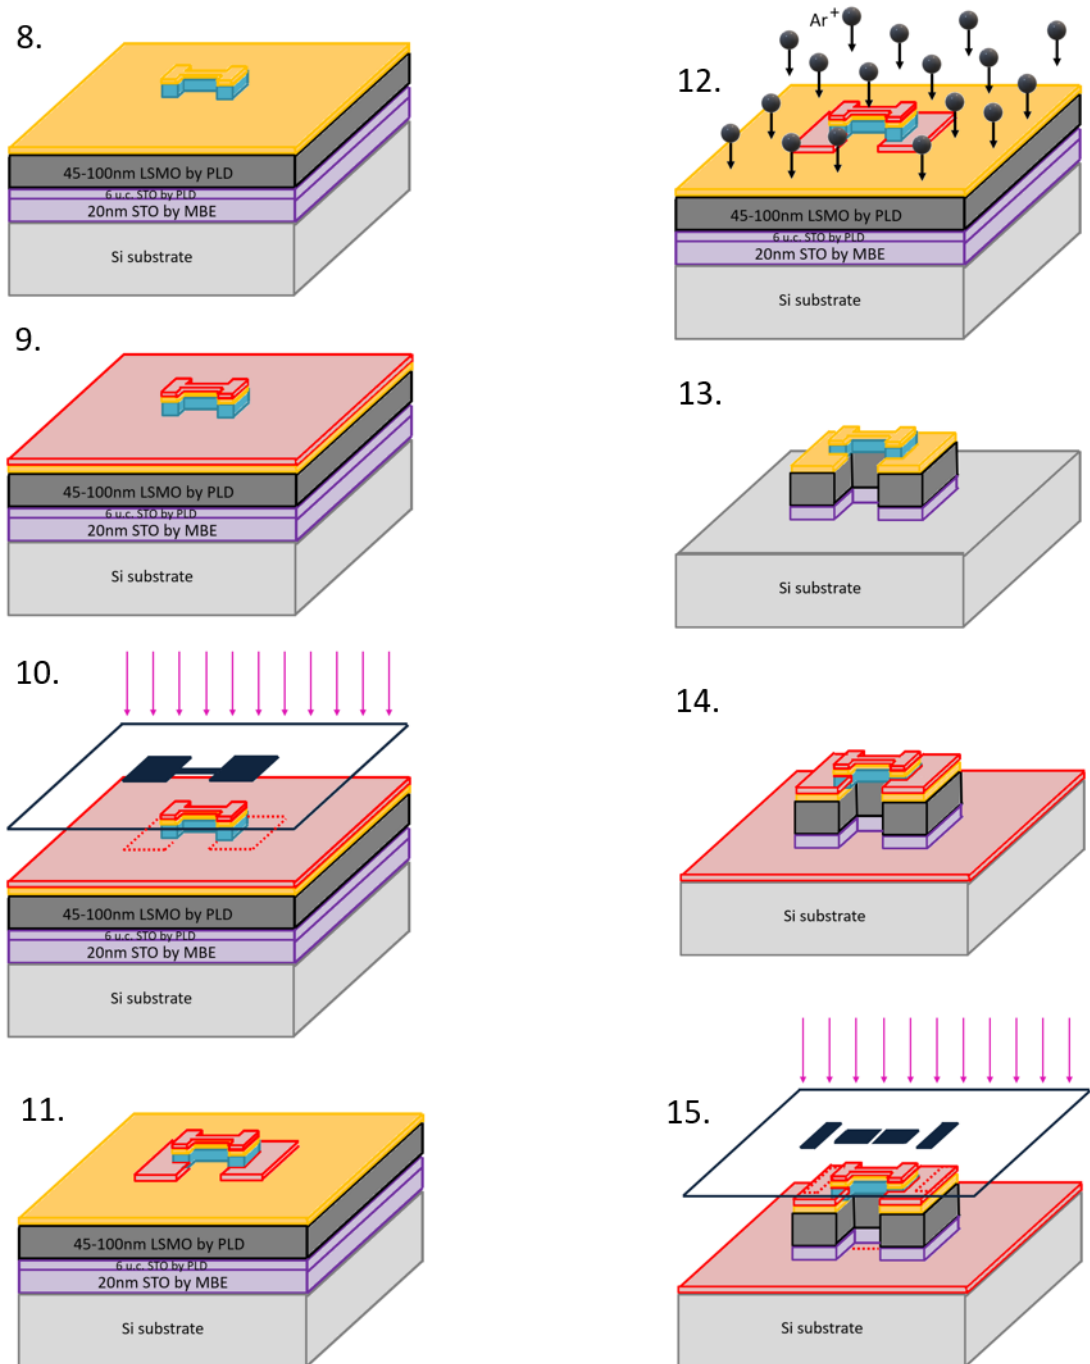 8.
45-100nm LSMO by PLD
6 u.c. STO by PLD
20nm STO by MBE
Si substrate
9.
45-100nm LSMO by PLD
6 u.c. STO by PLD
20nm STO by MBE
Si substrate
10.
45-100nm LSMO by PLD
6 u.c. STO by PLD
20nm STO by MBE
Si substrate
11.
45-100nm LSMO by PLD
6 u.c. STO by PLD
20nm STO by MBE
Si substrate
12.
Ar+
45-100nm LSMO by PLD
6 u.c. STO by PLD
20nm STO by MBE
Si substrate
13.
Si substrate
14.
Si substrate
15.
Si substrate